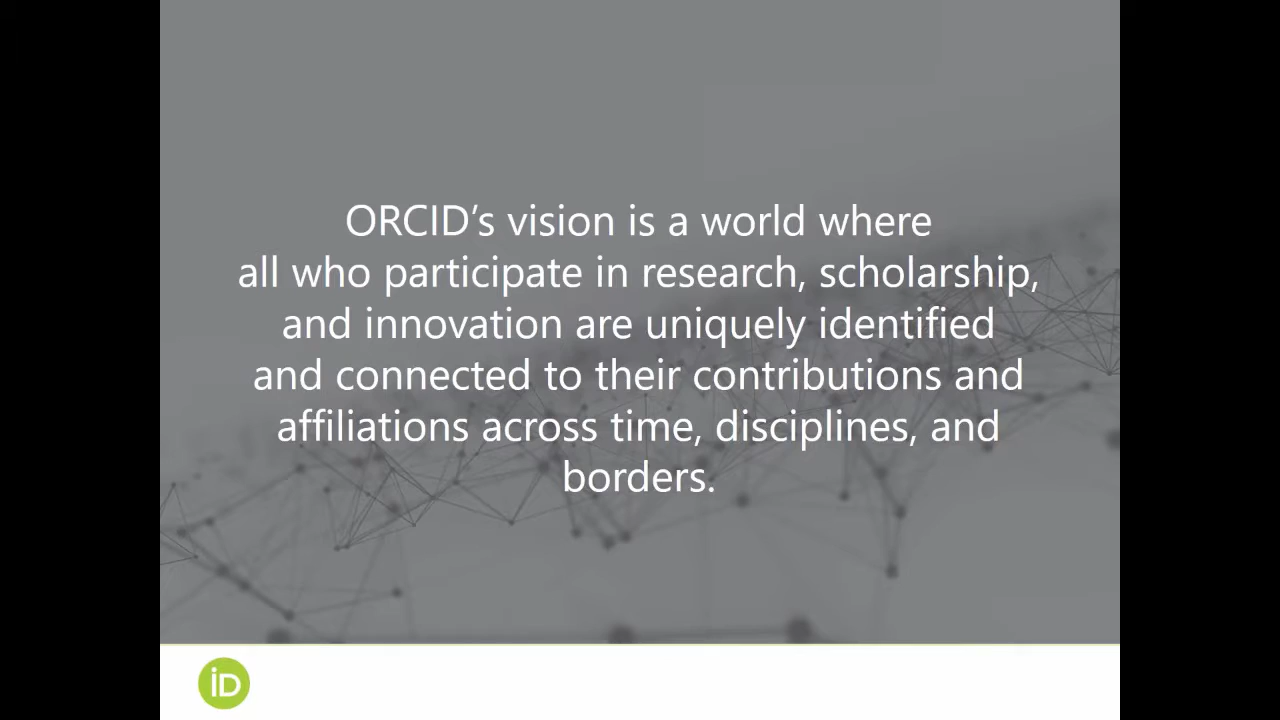 ORCID’s vision is a world where
all who participate in research, scholarship,
and innovation are uniquely identified
and connected to their contributions and
affiliations across time, disciplines, and
borders.
iD